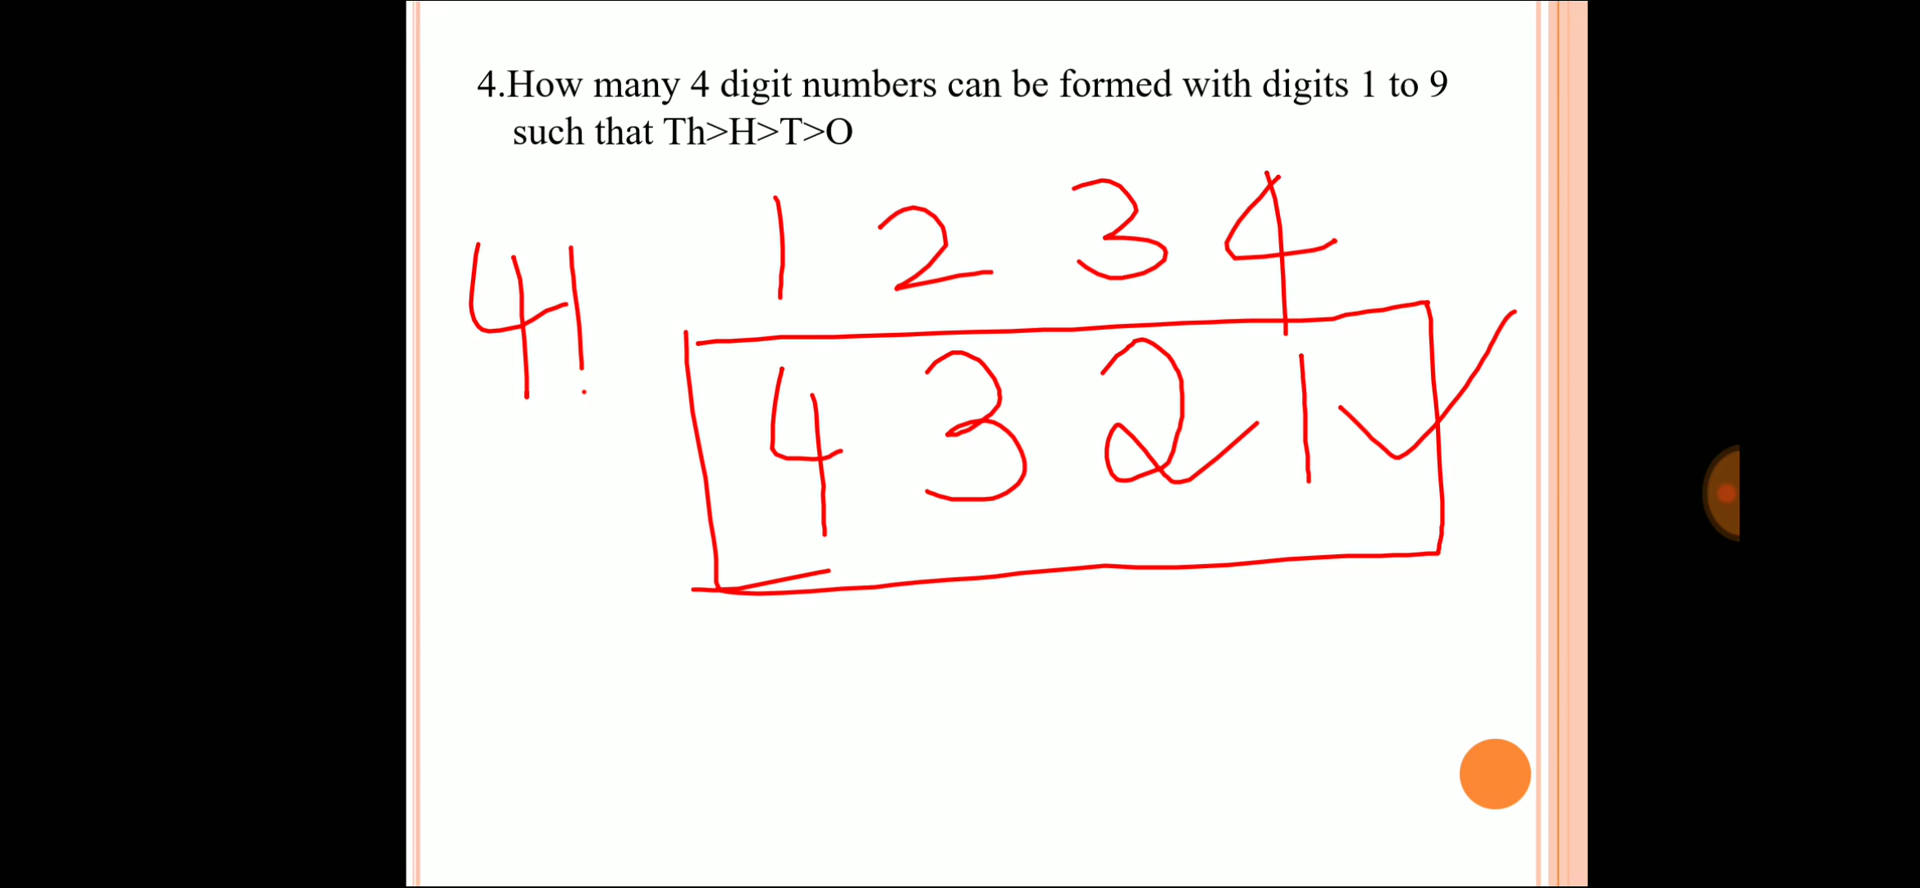 4.How many 4 digit numbers can be formed with digits 1 to 9
such that Th>H>T>O
1 2 3 4
4!
4 3 2 1